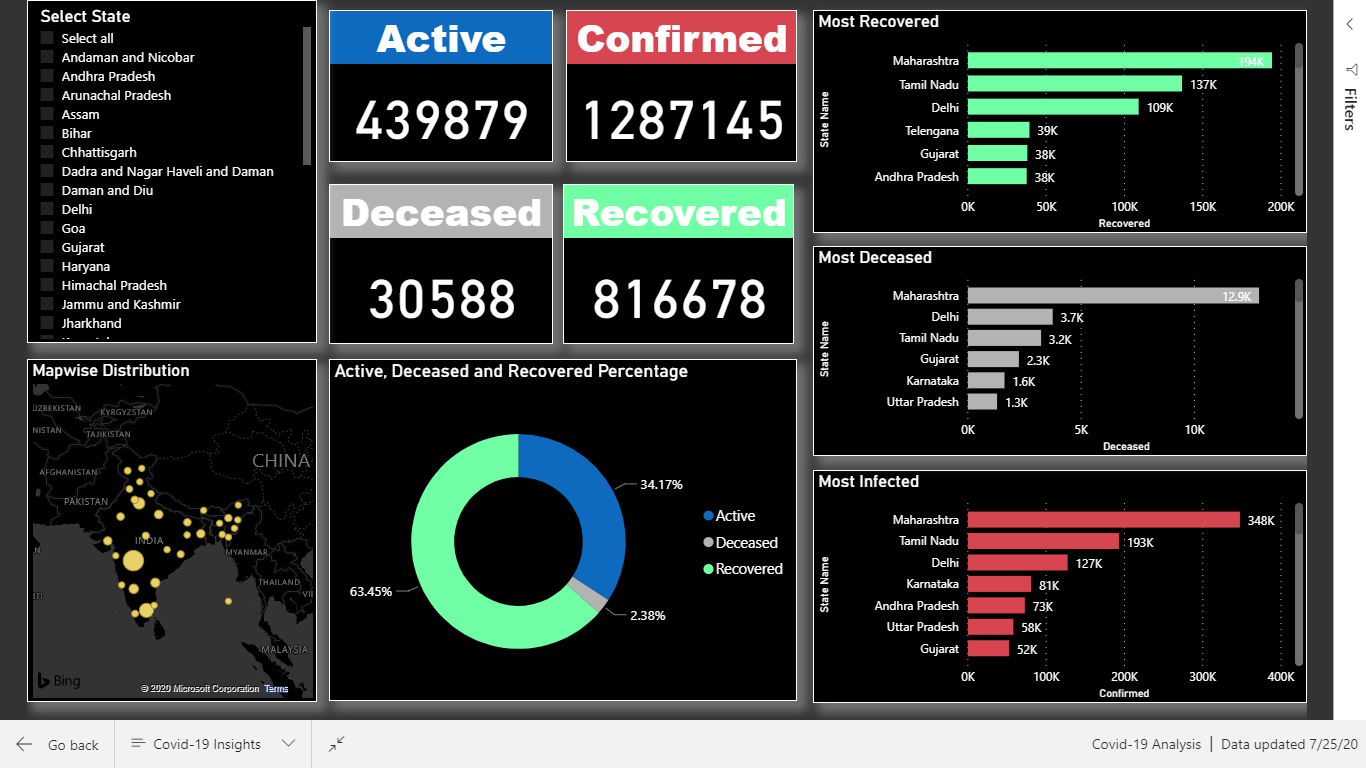 Select State
Select all
Andaman and Nicobar
Andhra Pradesh
Arunachal Pradesh
Assam
Bihar
Chhattisgarh
Dadra and Nagar Haveli and Daman
Daman and Diu
Delhi
Goa
Gujarat
Haryana
Himachal Pradesh
Jammu and Kashmir
Jharkhand
Active
439879
Confirmed
1287145
Deceased
30588
Recovered
816678
Most Recovered
State Name
Maharashtra 194K
Tamil Nadu 137K
Delhi 109K
Telengana 39K
Gujarat 38K
Andhra Pradesh 38K
0K 50K 100K 150K 200K
Recovered
Most Deceased
State Name
Maharashtra 12.9K
Delhi 3.7K
Tamil Nadu 3.2K
Gujarat 2.3K
Karnataka 1.6K
Uttar Pradesh 1.3K
0K 5K 10K
Deceased
Most Infected
State Name
Maharashtra 348K
Tamil Nadu 193K
Delhi 127K
Karnataka 81K
Andhra Pradesh 73K
Uttar Pradesh 58K
Gujarat 52K
0K 100K 200K 300K 400K
Confirmed
Mapwise Distribution
UZBEKISTAN
KYRGYZSTAN
TAJIKISTAN
CHINA
AFGHANISTAN
PAKISTAN
INDIA
MYANMAR
THAILAND
MALAYSIA
Bing
© 2020 Microsoft Corporation Terms
Active, Deceased and Recovered Percentage
34.17%
63.45%
2.38%
Active
Deceased
Recovered
Filters
Go back
Covid-19 Insights
Covid-19 Analysis | Data updated 7/25/20